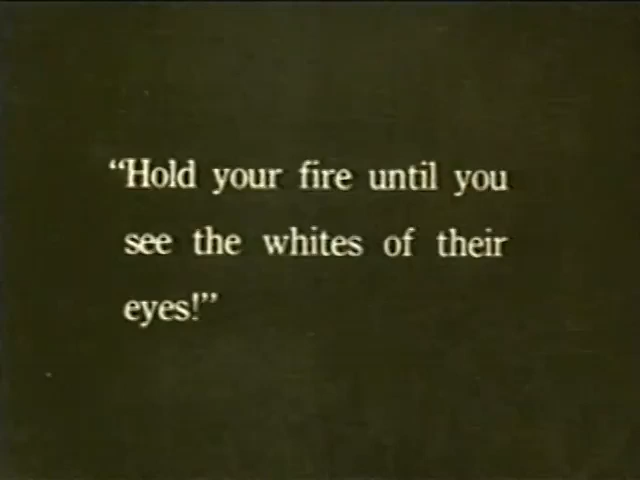 “Hold your fire until you
see the whites of their
eyes!”